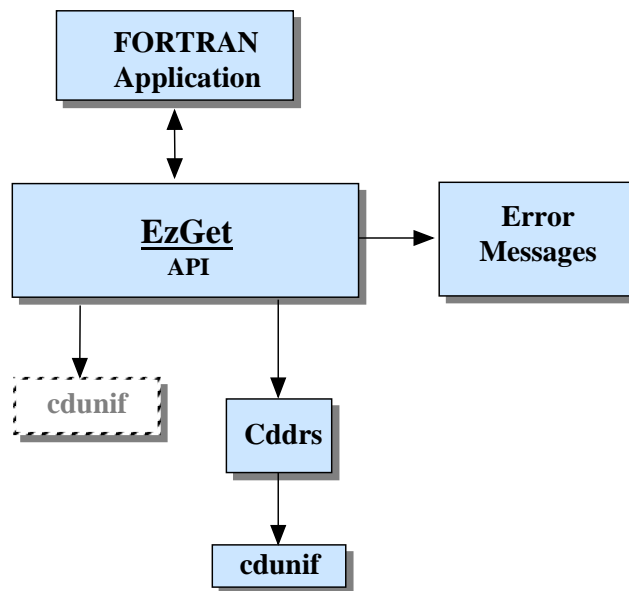 FORTRAN
Application
EzGet
API
Error
Messages
cdunif
Cddrs
cdunif